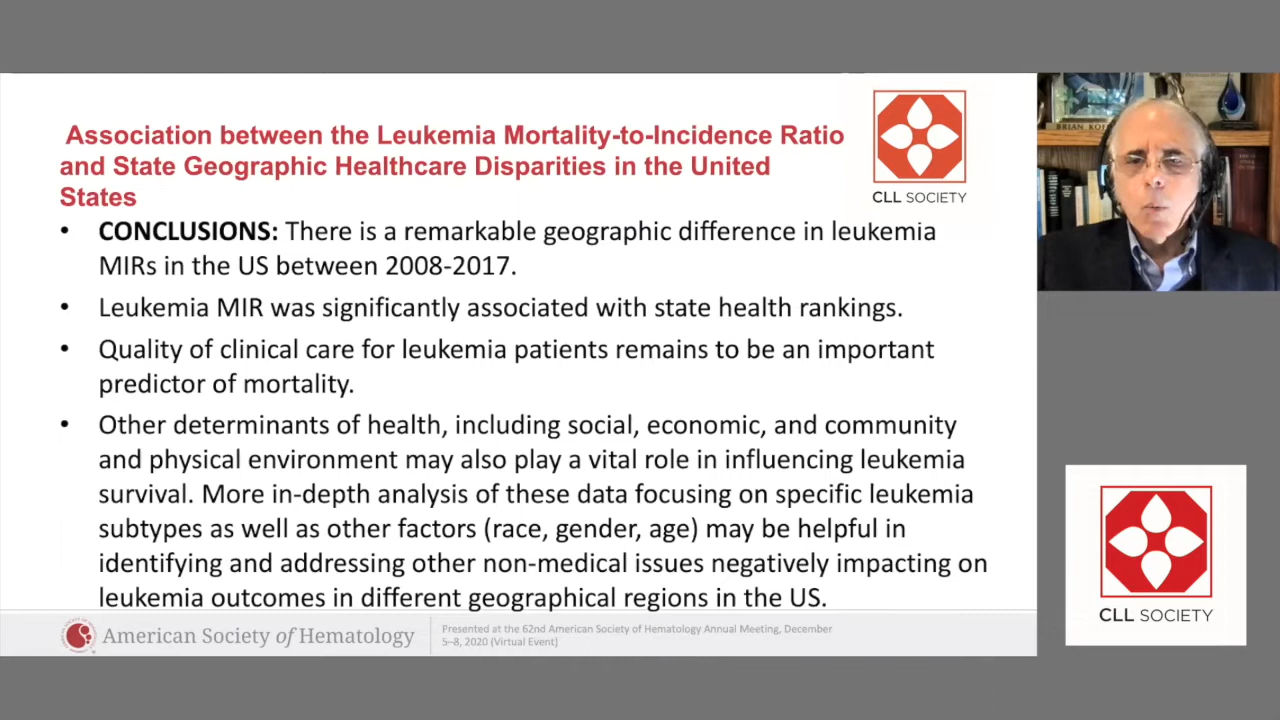 Association between the Leukemia Mortality-to-Incidence Ratio
and State Geographic Healthcare Disparities in the United
States
CLL SOCIETY
• CONCLUSIONS: There is a remarkable geographic difference in leukemia
MIRs in the US between 2008-2017.
• Leukemia MIR was significantly associated with state health rankings.
• Quality of clinical care for leukemia patients remains to be an important
predictor of mortality.
• Other determinants of health, including social, economic, and community
and physical environment may also play a vital role in influencing leukemia
survival. More in-depth analysis of these data focusing on specific leukemia
subtypes as well as other factors (race, gender, age) may be helpful in
identifying and addressing other non-medical issues negatively impacting on
leukemia outcomes in different geographical regions in the US.
American Society of Hematology
Presented at the 62nd American Society of Hematology Annual Meeting, December
5–8, 2020 (Virtual Event)
BRIAN
CLL SOCIETY